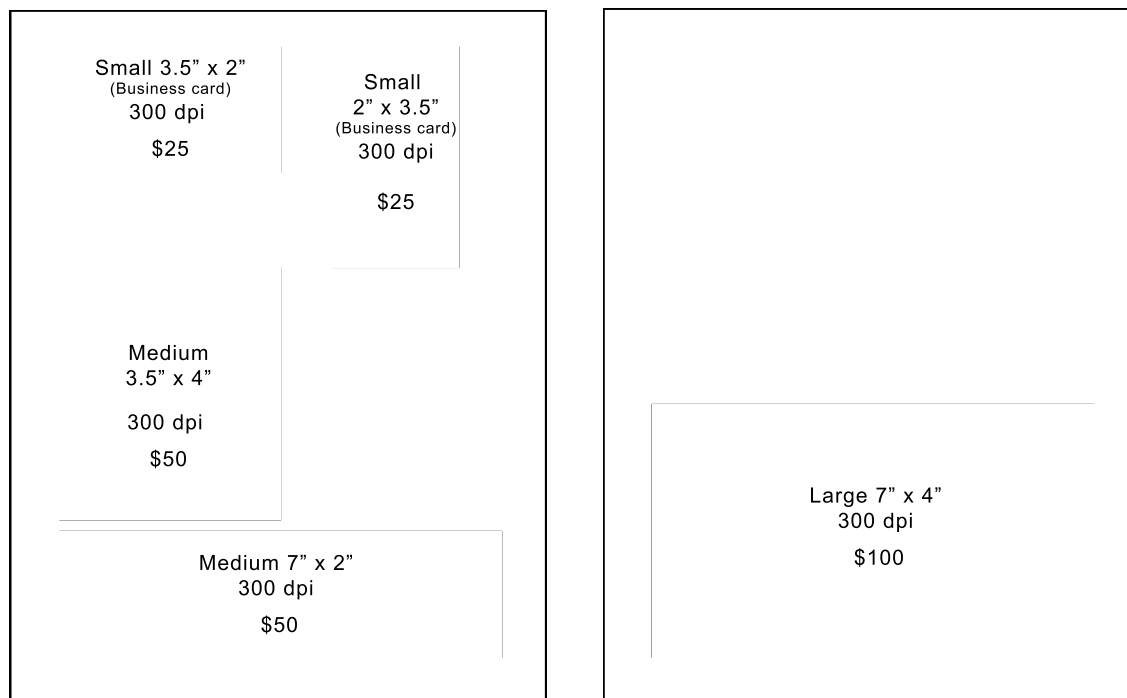 Small 3.5” x 2”
(Business card)
300 dpi
$25
Small
2” x 3.5”
(Business card)
300 dpi
$25
Medium
3.5” x 4”
300 dpi
$50
Medium 7” x 2”
300 dpi
$50
Large 7” x 4”
300 dpi
$100